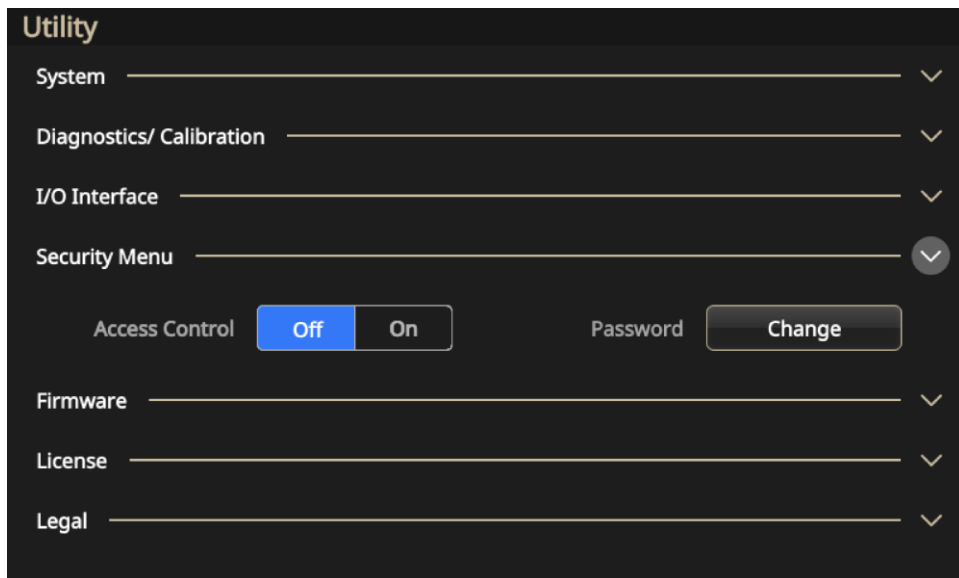 Utility
System
Diagnostics/ Calibration
I/O Interface
Security Menu
Access Control Off On Password Change
Firmware
License
Legal